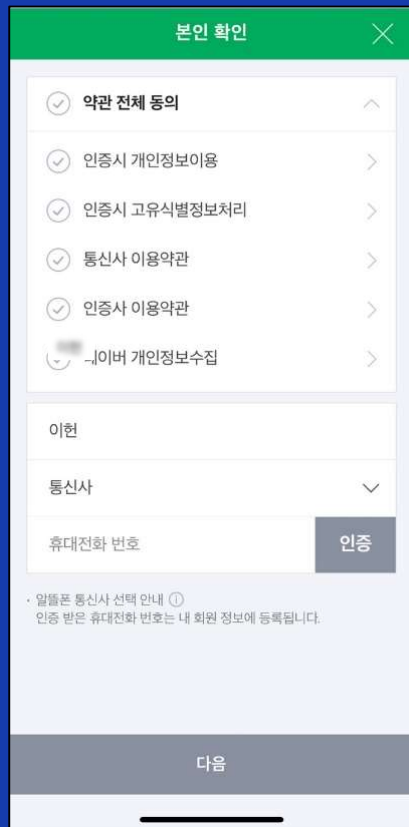 본인 확인
약관 전체 동의
인증시 개인정보이용
인증시 고유식별정보처리
통신사 이용약관
인증사 이용약관
개인정보수집
이헌
통신사
휴대전화 번호
인증
· 알뜰폰 통신사 선택 안내 ⓘ
인증 받은 휴대전화 번호는 내 회원 정보에 등록됩니다.
다음